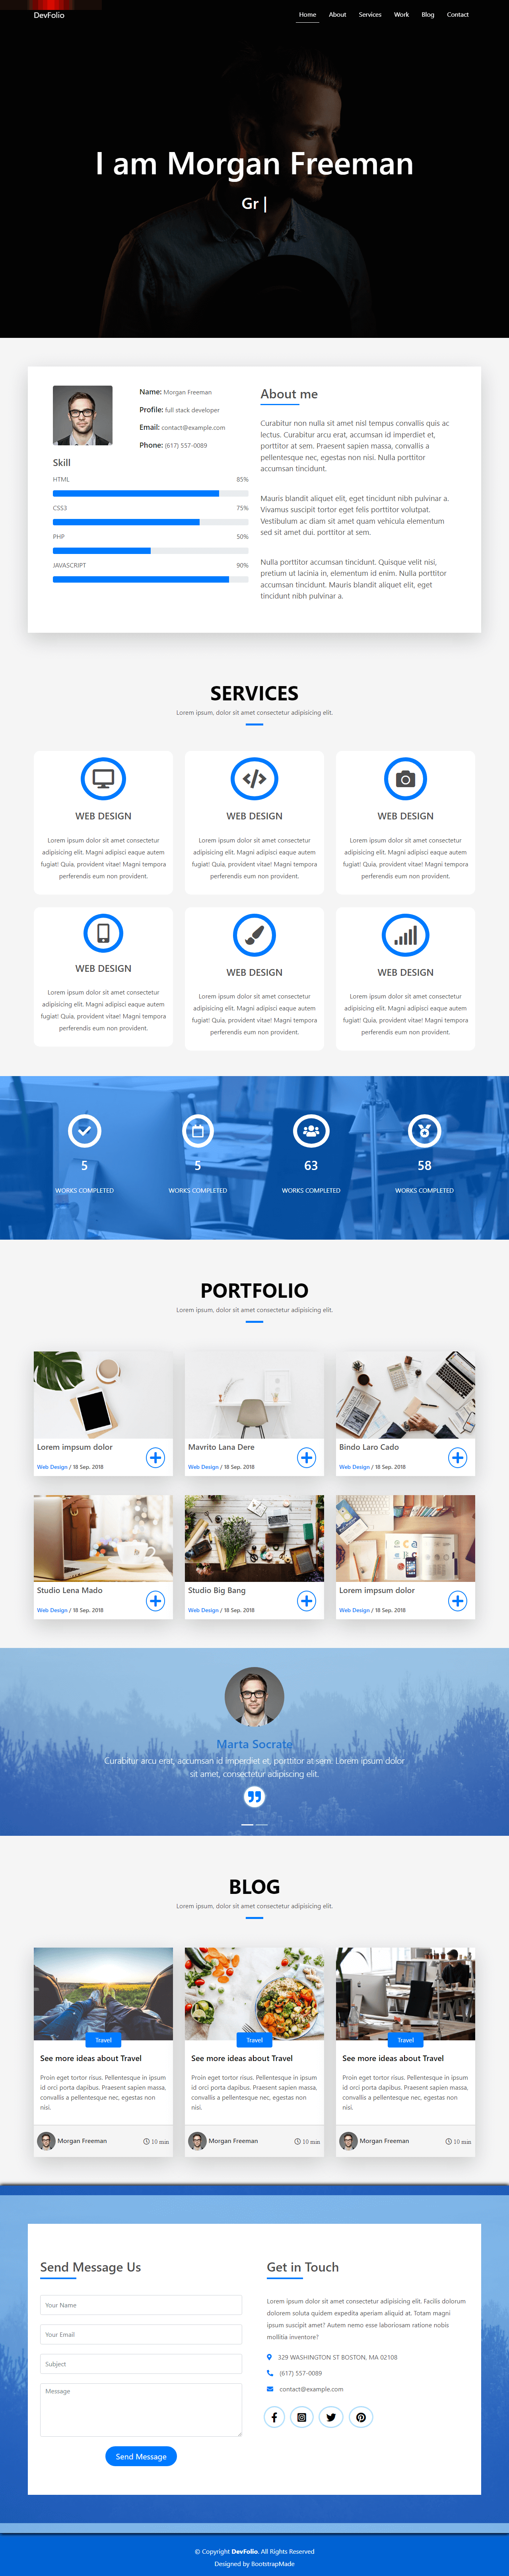 DevFolio
Home About Services Work Blog Contact
I am Morgan Freeman
Gr |
Name: Morgan Freeman
Profile: full stack developer
Email: contact@example.com
Phone: (617) 557-0089
Skill
HTML 85%
CSS3 75%
PHP 50%
JAVASCRIPT 90%
About me
Curabitur non nulla sit amet nisl tempus convallis quis ac
lectus. Curabitur arcu erat, accumsan id imperdiet et,
porttitor at sem. Praesent sapien massa, convallis a
pellentesque nec, egestas non nisi. Nulla porttitor
accumsan tincidunt.
Mauris blandit aliquet elit, eget tincidunt nibh pulvinar a.
Vivamus suscipit tortor eget felis porttitor volutpat.
Vestibulum ac diam sit amet quam vehicula elementum
sed sit amet dui. porttitor at sem.
Nulla porttitor accumsan tincidunt. Quisque velit nisi,
pretium ut lacinia in, elementum id enim. Nulla porttitor
accumsan tincidunt. Mauris blandit aliquet elit, eget
tincidunt nibh pulvinar a.
SERVICES
Lorem ipsum, dolor sit amet consectetur adipisicing elit.
WEB DESIGN
Lorem ipsum dolor sit amet consectetur
adipisicing elit. Magni adipisci eaque autem
fugiat! Quia, provident vitae! Magni tempora
perferendis eum non provident.
WEB DESIGN
Lorem ipsum dolor sit amet consectetur
adipisicing elit. Magni adipisci eaque autem
fugiat! Quia, provident vitae! Magni tempora
perferendis eum non provident.
WEB DESIGN
Lorem ipsum dolor sit amet consectetur
adipisicing elit. Magni adipisci eaque autem
fugiat! Quia, provident vitae! Magni tempora
perferendis eum non provident.
WEB DESIGN
Lorem ipsum dolor sit amet consectetur
adipisicing elit. Magni adipisci eaque autem
fugiat! Quia, provident vitae! Magni tempora
perferendis eum non provident.
WEB DESIGN
Lorem ipsum dolor sit amet consectetur
adipisicing elit. Magni adipisci eaque autem
fugiat! Quia, provident vitae! Magni tempora
perferendis eum non provident.
WEB DESIGN
Lorem ipsum dolor sit amet consectetur
adipisicing elit. Magni adipisci eaque autem
fugiat! Quia, provident vitae! Magni tempora
perferendis eum non provident.
5 5 63 58
WORKS COMPLETED WORKS COMPLETED WORKS COMPLETED WORKS COMPLETED
PORTFOLIO
Lorem ipsum, dolor sit amet consectetur adipisicing elit.
Lorem impsum dolor
Web Design / 18 Sep. 2018
Mavrito Lana Dere
Web Design / 18 Sep. 2018
Bindo Laro Cado
Web Design / 18 Sep. 2018
Studio Lena Mado
Web Design / 18 Sep. 2018
Studio Big Bang
Web Design / 18 Sep. 2018
Lorem impsum dolor
Web Design / 18 Sep. 2018
Marta Socrate
Curabitur arcu erat, accumsan id imperdiet et, porttitor at sem. Lorem ipsum dolor
sit amet, consectetur adipiscing elit.
BLOG
Lorem ipsum, dolor sit amet consectetur adipisicing elit.
Travel
See more ideas about Travel
Proin eget tortor risus. Pellentesque in ipsum
id orci porta dapibus. Praesent sapien massa,
convallis a pellentesque nec, egestas non
nisi.
Morgan Freeman 10 min
Travel
See more ideas about Travel
Proin eget tortor risus. Pellentesque in ipsum
id orci porta dapibus. Praesent sapien massa,
convallis a pellentesque nec, egestas non
nisi.
Morgan Freeman 10 min
Travel
See more ideas about Travel
Proin eget tortor risus. Pellentesque in ipsum
id orci porta dapibus. Praesent sapien massa,
convallis a pellentesque nec, egestas non
nisi.
Morgan Freeman 10 min
Send Message Us
Your Name
Your Email
Subject
Message
Send Message
Get in Touch
Lorem ipsum dolor sit amet consectetur adipisicing elit. Facilis dolorum
dolorem soluta quidem expedita aperiam aliquid at. Totam magni
ipsum suscipit amet? Autem nemo esse laboriosam ratione nobis
mollitia inventore?
329 WASHINGTON ST BOSTON, MA 02108
(617) 557-0089
contact@example.com
© Copyright DevFolio. All Rights Reserved
Designed by BootstrapMade